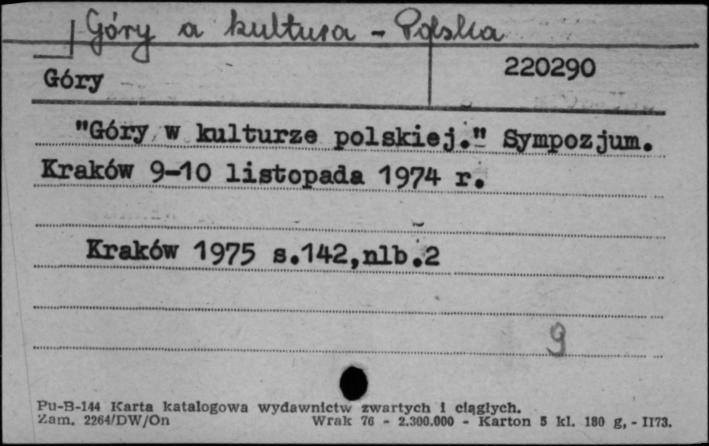 Góry a kultura - Polska
Góry 220290
"Góry w kulturze polskiej." Sympozjum.
Kraków 9-10 listopada 1974 r.
Kraków 1975 s.142,nlb.2
9
Pu-B-144 Karta katalogowa wydawnictw zwartych i ciągłych.
Zam. 2264/DW/On Wrak 76 - 2.300.000 - Karton 5 kl. 180 g, - II73.